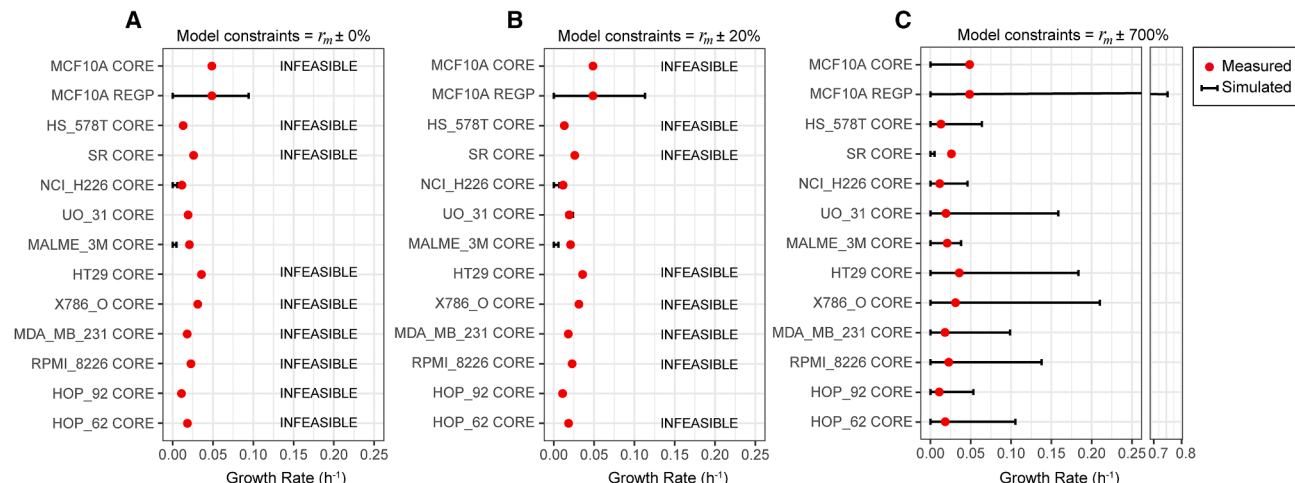 A
Model constraints = rm ± 0%
MCF10A CORE
INFEASIBLE
MCF10A REGP
HS_578T CORE
INFEASIBLE
SR CORE
INFEASIBLE
NCI_H226 CORE
UO_31 CORE
MALME_3M CORE
HT29 CORE
INFEASIBLE
X786_O CORE
INFEASIBLE
MDA_MB_231 CORE
INFEASIBLE
RPMI_8226 CORE
INFEASIBLE
HOP_92 CORE
INFEASIBLE
HOP_62 CORE
INFEASIBLE
0.00 0.05 0.10 0.15 0.20 0.25
Growth Rate (h-1)
B
Model constraints = rm ± 20%
MCF10A CORE
INFEASIBLE
MCF10A REGP
HS_578T CORE
INFEASIBLE
SR CORE
INFEASIBLE
NCI_H226 CORE
UO_31 CORE
MALME_3M CORE
HT29 CORE
INFEASIBLE
X786_O CORE
INFEASIBLE
MDA_MB_231 CORE
INFEASIBLE
RPMI_8226 CORE
INFEASIBLE
HOP_92 CORE
HOP_62 CORE
INFEASIBLE
0.00 0.05 0.10 0.15 0.20 0.25
Growth Rate (h-1)
C
Model constraints = rm ± 700%
MCF10A CORE
MCF10A REGP
HS_578T CORE
SR CORE
NCI_H226 CORE
UO_31 CORE
MALME_3M CORE
HT29 CORE
X786_O CORE
MDA_MB_231 CORE
RPMI_8226 CORE
HOP_92 CORE
HOP_62 CORE
0.00 0.05 0.10 0.15 0.20 0.25 0.7 0.8
Growth Rate (h-1)
Measured
Simulated